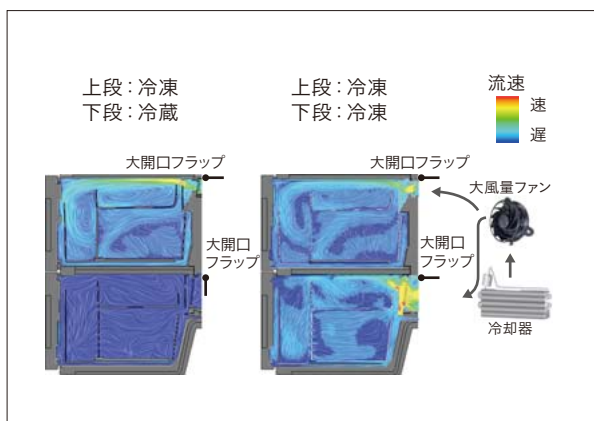 上段：冷凍
下段：冷蔵
上段：冷凍
下段：冷凍
流速
速
遅
大開口フラップ
大開口
フラップ
大開口フラップ
大開口
フラップ
大風量ファン
冷却器